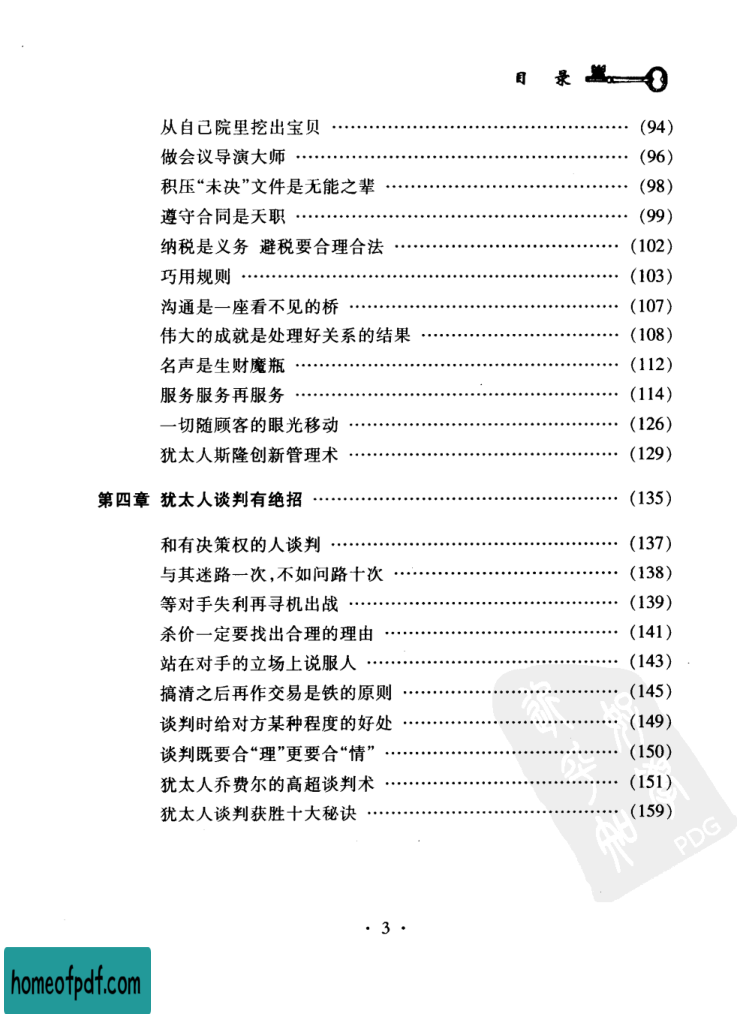 目 录
从自己院里挖出宝贝 ………………………………………… (94)
做会议导演大师 ……………………………………………… (96)
积压“未决”文件是无能之辈 ………………………………… (98)
遵守合同是天职 ……………………………………………… (99)
纳税是义务 避税要合理合法 ……………………………… (102)
巧用规则 ……………………………………………………… (103)
沟通是一座看不见的桥 ……………………………………… (107)
伟大的成就是处理好关系的结果 …………………………… (108)
名声是生财魔瓶 ……………………………………………… (112)
服务服务再服务 ……………………………………………… (114)
一切随顾客的眼光移动 ……………………………………… (126)
犹太人斯隆创新管理术 ……………………………………… (129)
第四章 犹太人谈判有绝招 …………………………………… (135)
和有决策权的人谈判 ………………………………………… (137)
与其迷路一次,不如问路十次 ……………………………… (138)
等对手失利再寻机出战 ……………………………………… (139)
杀价一定要找出合理的理由 ………………………………… (141)
站在对手的立场上说服人 …………………………………… (143)
搞清之后再作交易是铁的原则 ……………………………… (145)
谈判时给对方某种程度的好处 ……………………………… (149)
谈判既要合“理”更要合“情” ………………………………… (150)
犹太人乔费尔的高超谈判术 ………………………………… (151)
犹太人谈判获胜十大秘诀 …………………………………… (159)
PDG
· 3 ·
homeofpdf.com